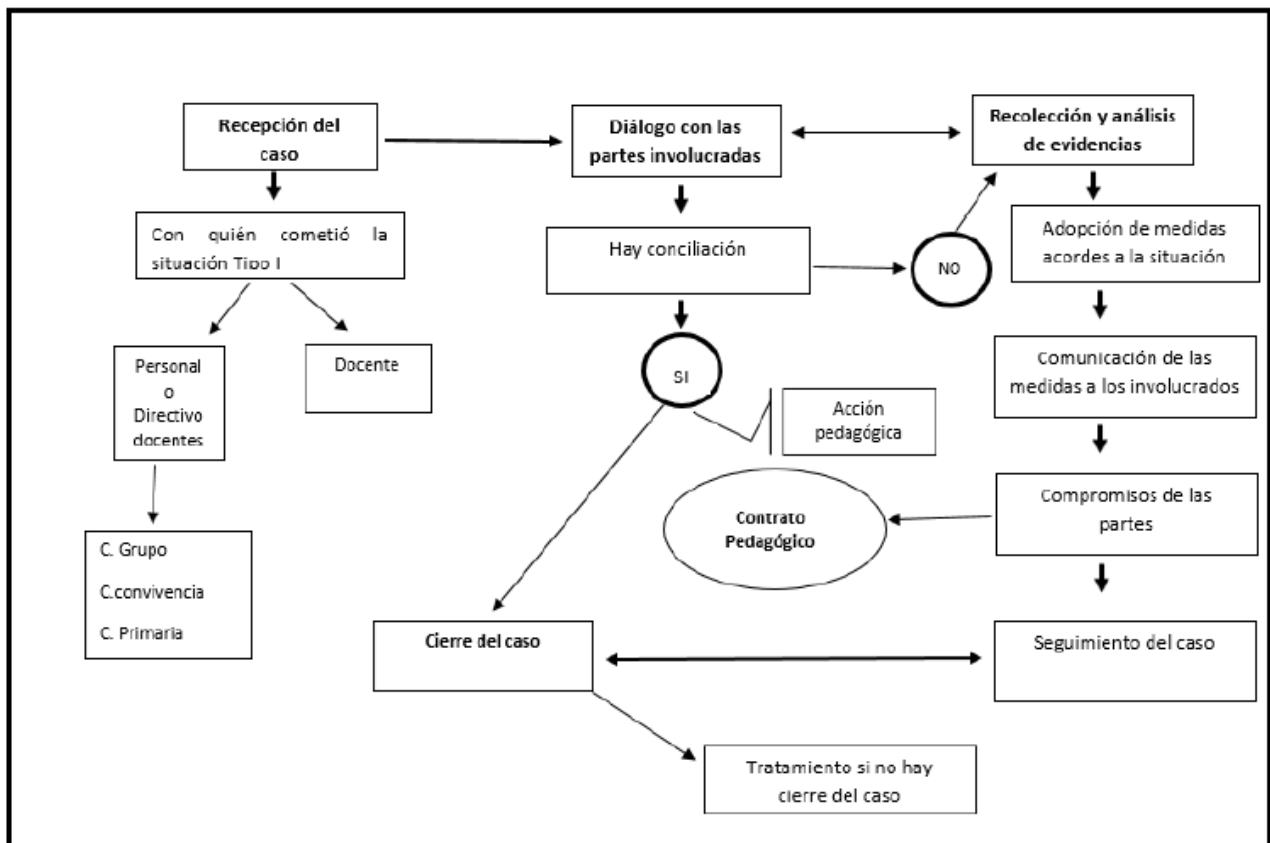 Recepción del
caso
Diálogo con las
partes involucradas
Recolección y análisis
de evidencias
Con quién cometió la
situación Tipo I
Hay conciliación
NO
Adopción de medidas
acordes a la situación
SI
Personal
o
Directivo
docentes
Docente
Acción
pedagógica
Comunicación de las
medidas a los involucrados
Contrato
Pedagógico
Compromisos de las
partes
C. Grupo
C.convivencia
C. Primaria
Cierre del caso
Seguimiento del caso
Tratamiento si no hay
cierre del caso